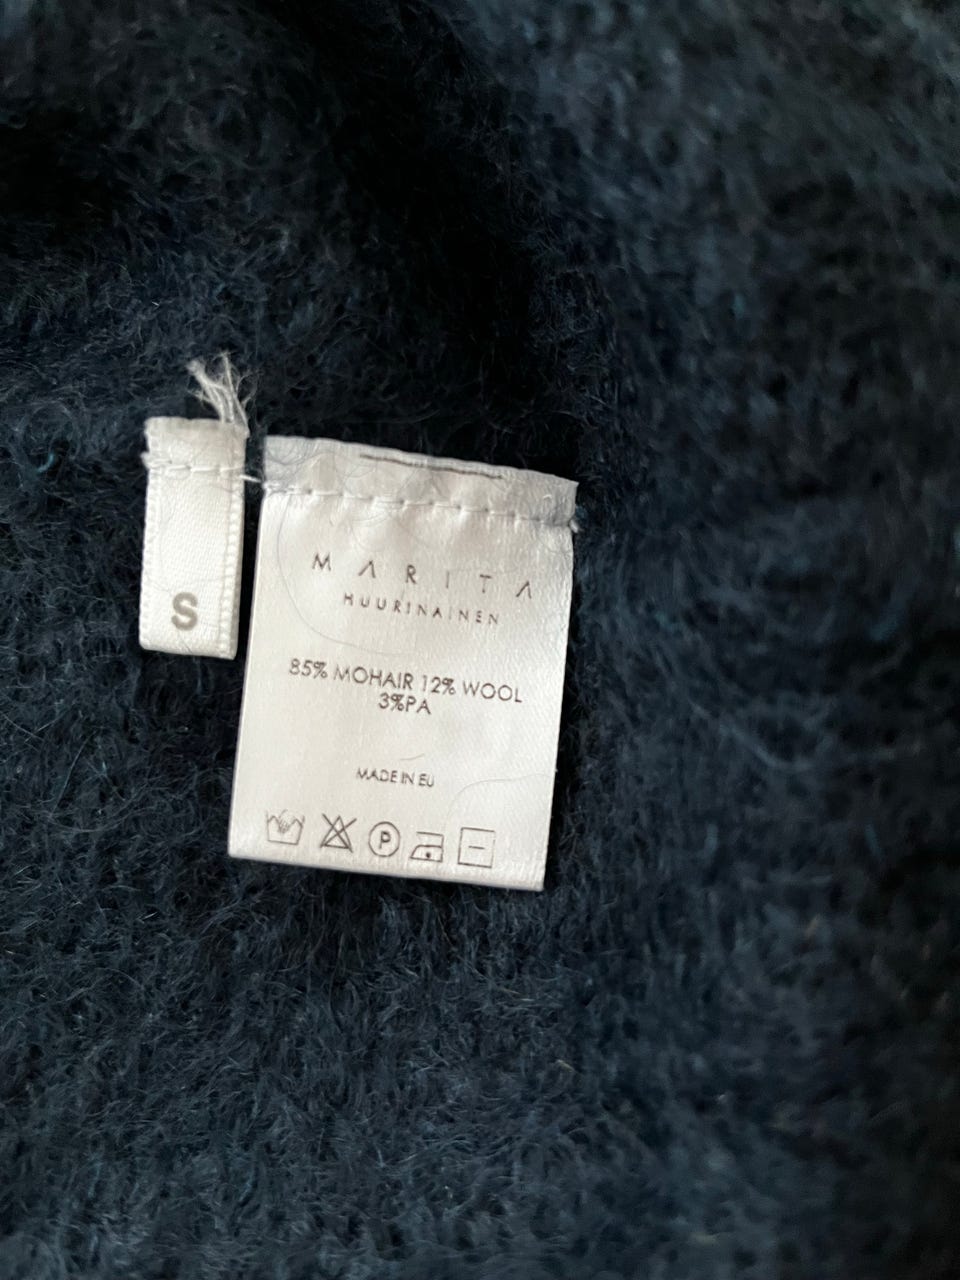 S
MARITA
HUURINAINEN
85% MOHAIR 12% WOOL
3%PA
MADE IN EU
P